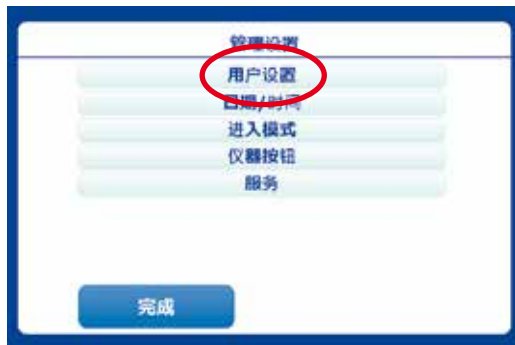 管理设置
用户设置
日期/时间
进入模式
仪器按钮
服务
完成